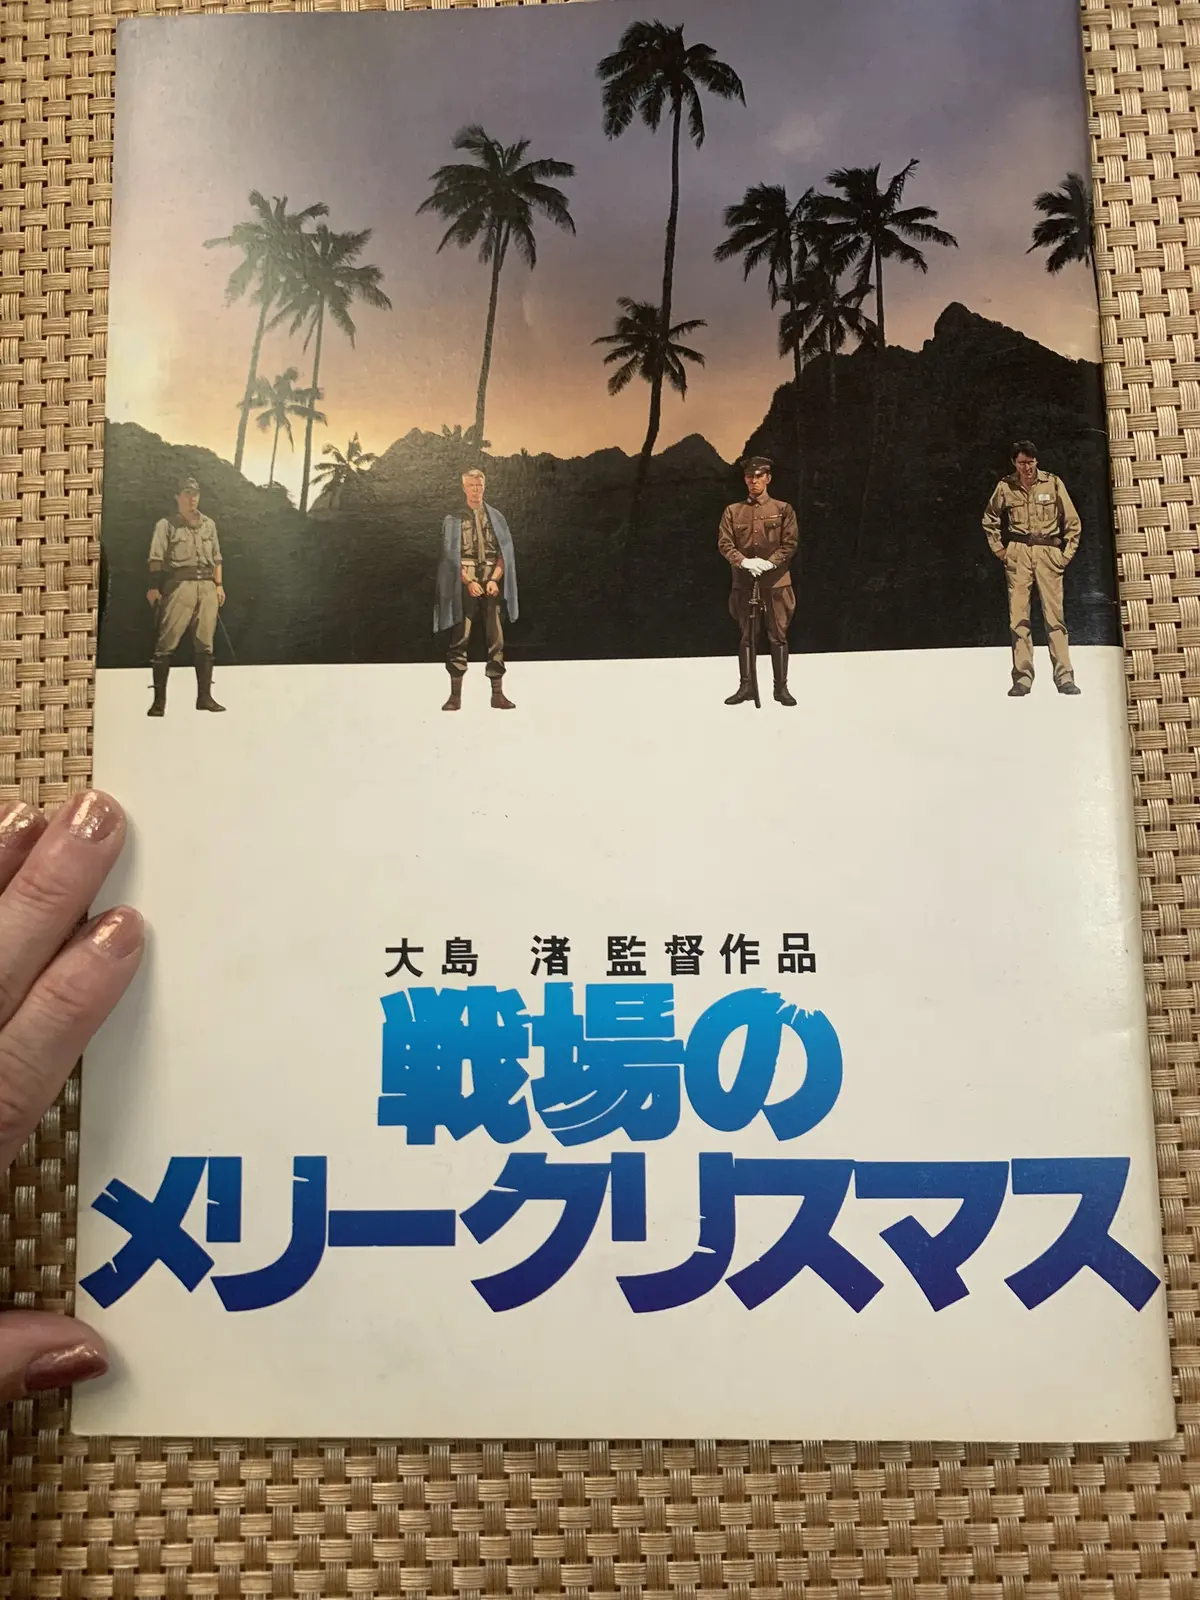 大島 渚 監督作品
戦場の
メリークリスマス